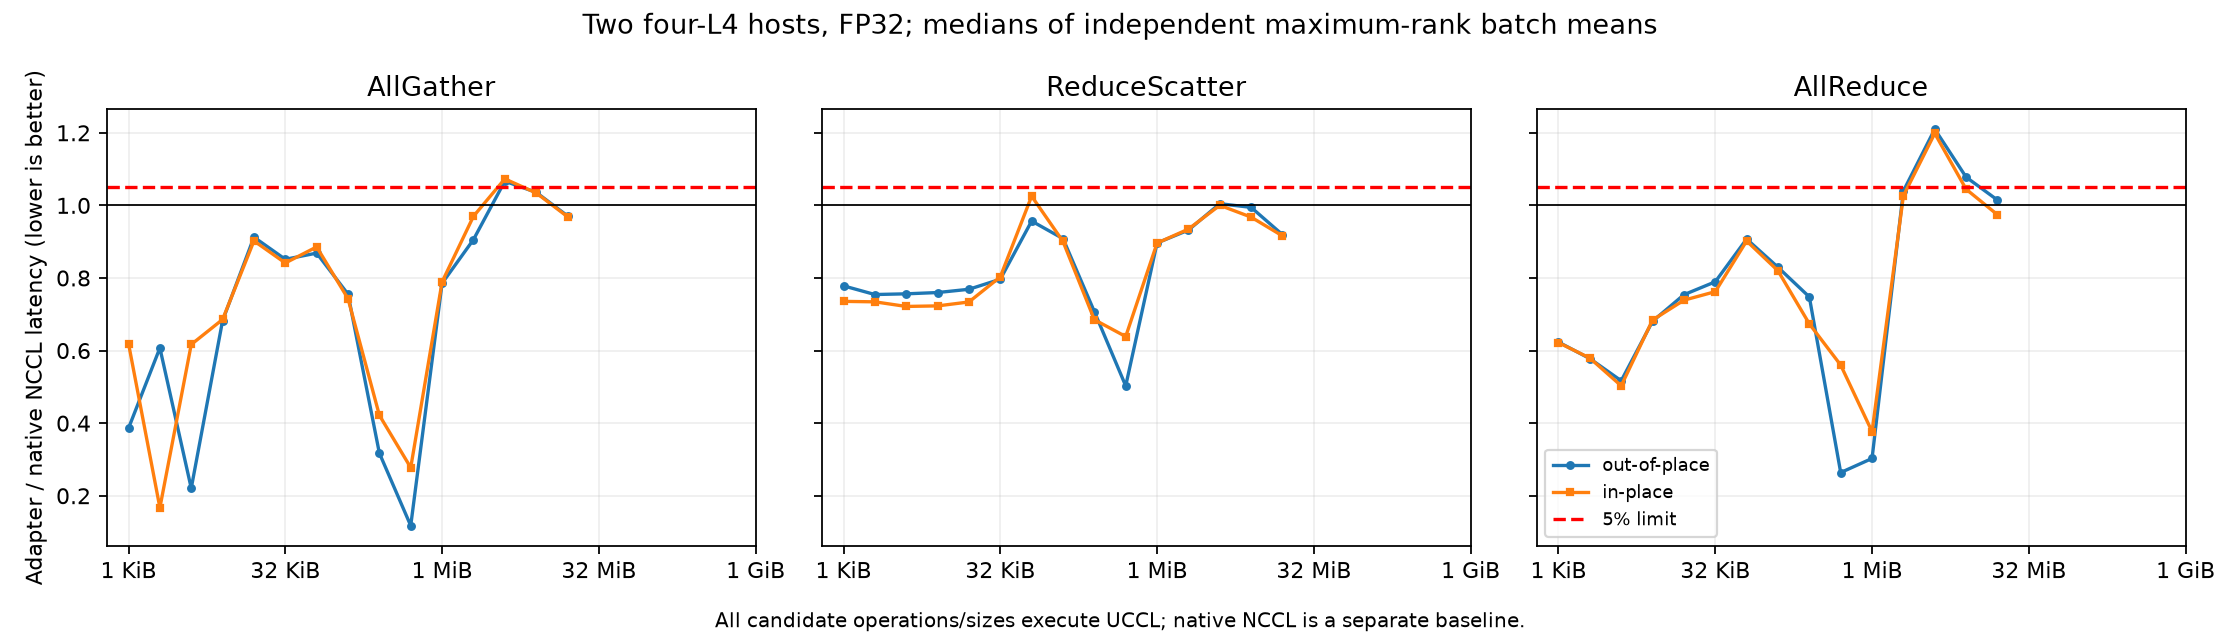 Two four-L4 hosts, FP32; medians of independent maximum-rank batch means
Adapter / native NCCL latency (lower is better)
AllGather
1.2
1.0
0.8
0.6
0.4
0.2
1 KiB
32 KiB
1 MiB
32 MiB
1 GiB
ReduceScatter
1 KiB
32 KiB
1 MiB
32 MiB
1 GiB
AllReduce
out-of-place
in-place
5% limit
1 KiB
32 KiB
1 MiB
32 MiB
1 GiB
All candidate operations/sizes execute UCCL; native NCCL is a separate baseline.